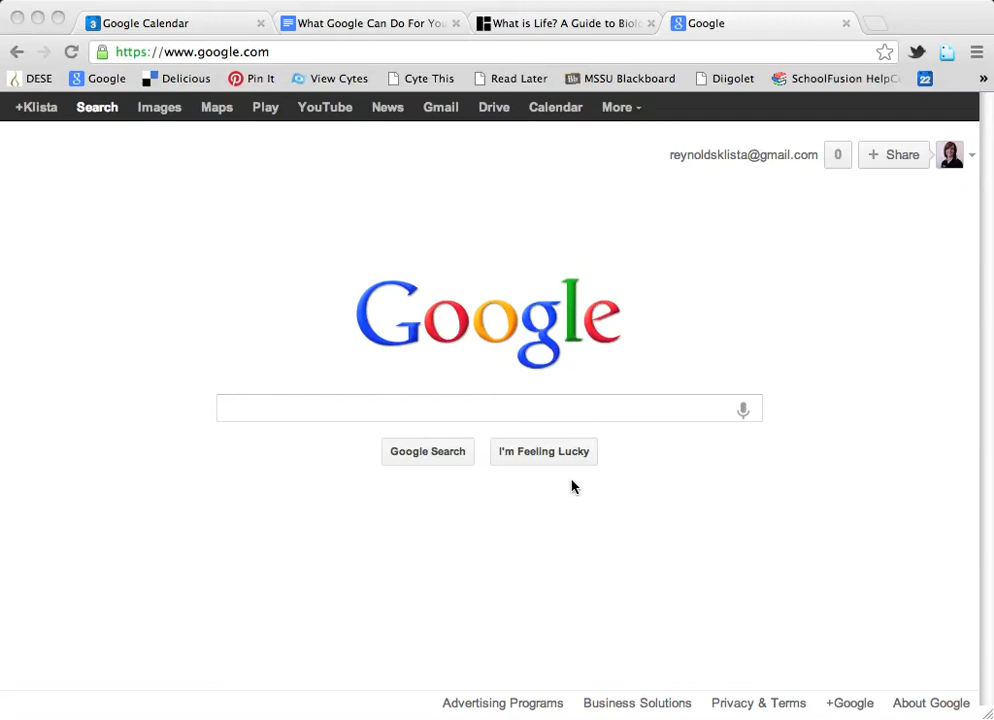 3 Google Calendar What Google Can Do For You What is Life? A Guide to Biol Google
https://www.google.com
DESE Google Delicious Pin It View Cytes Cyte This Read Later MSSU Blackboard Diigolet SchoolFusion HelpC 22 »
+Klista Search Images Maps Play YouTube News Gmail Drive Calendar More
reynoldsklista@gmail.com 0 + Share
Google
Google Search I'm Feeling Lucky
Advertising Programs Business Solutions Privacy & Terms +Google About Google